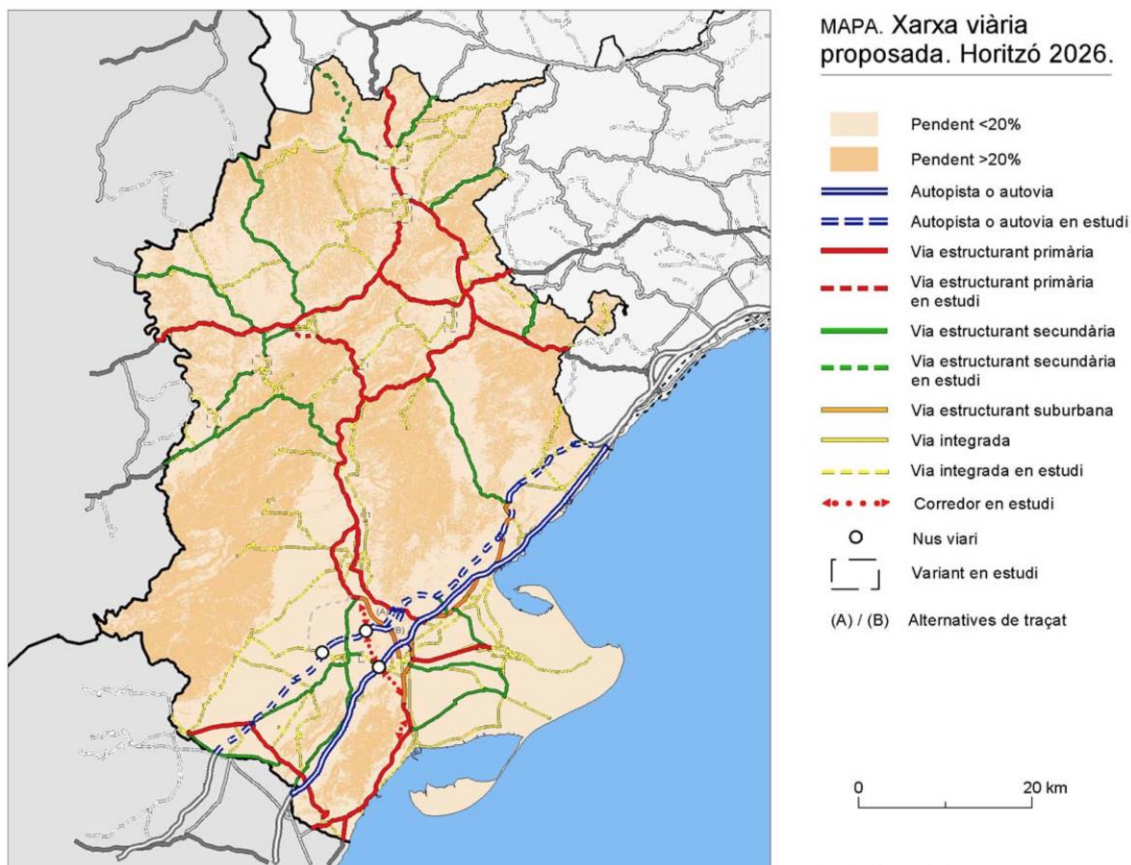 MAPA. Xarxa viària
proposada. Horitzó 2026.
Pendent <20%
Pendent >20%
Autopista o autovia
Autopista o autovia en estudi
Via estructurant primària
Via estructurant primària
en estudi
Via estructurant secundària
Via estructurant secundària
en estudi
Via estructurant suburbana
Via integrada
Via integrada en estudi
Corredor en estudi
Nus viari
Variant en estudi
(A) / (B) Alternatives de traçat
(A)
(B)
0 20 km